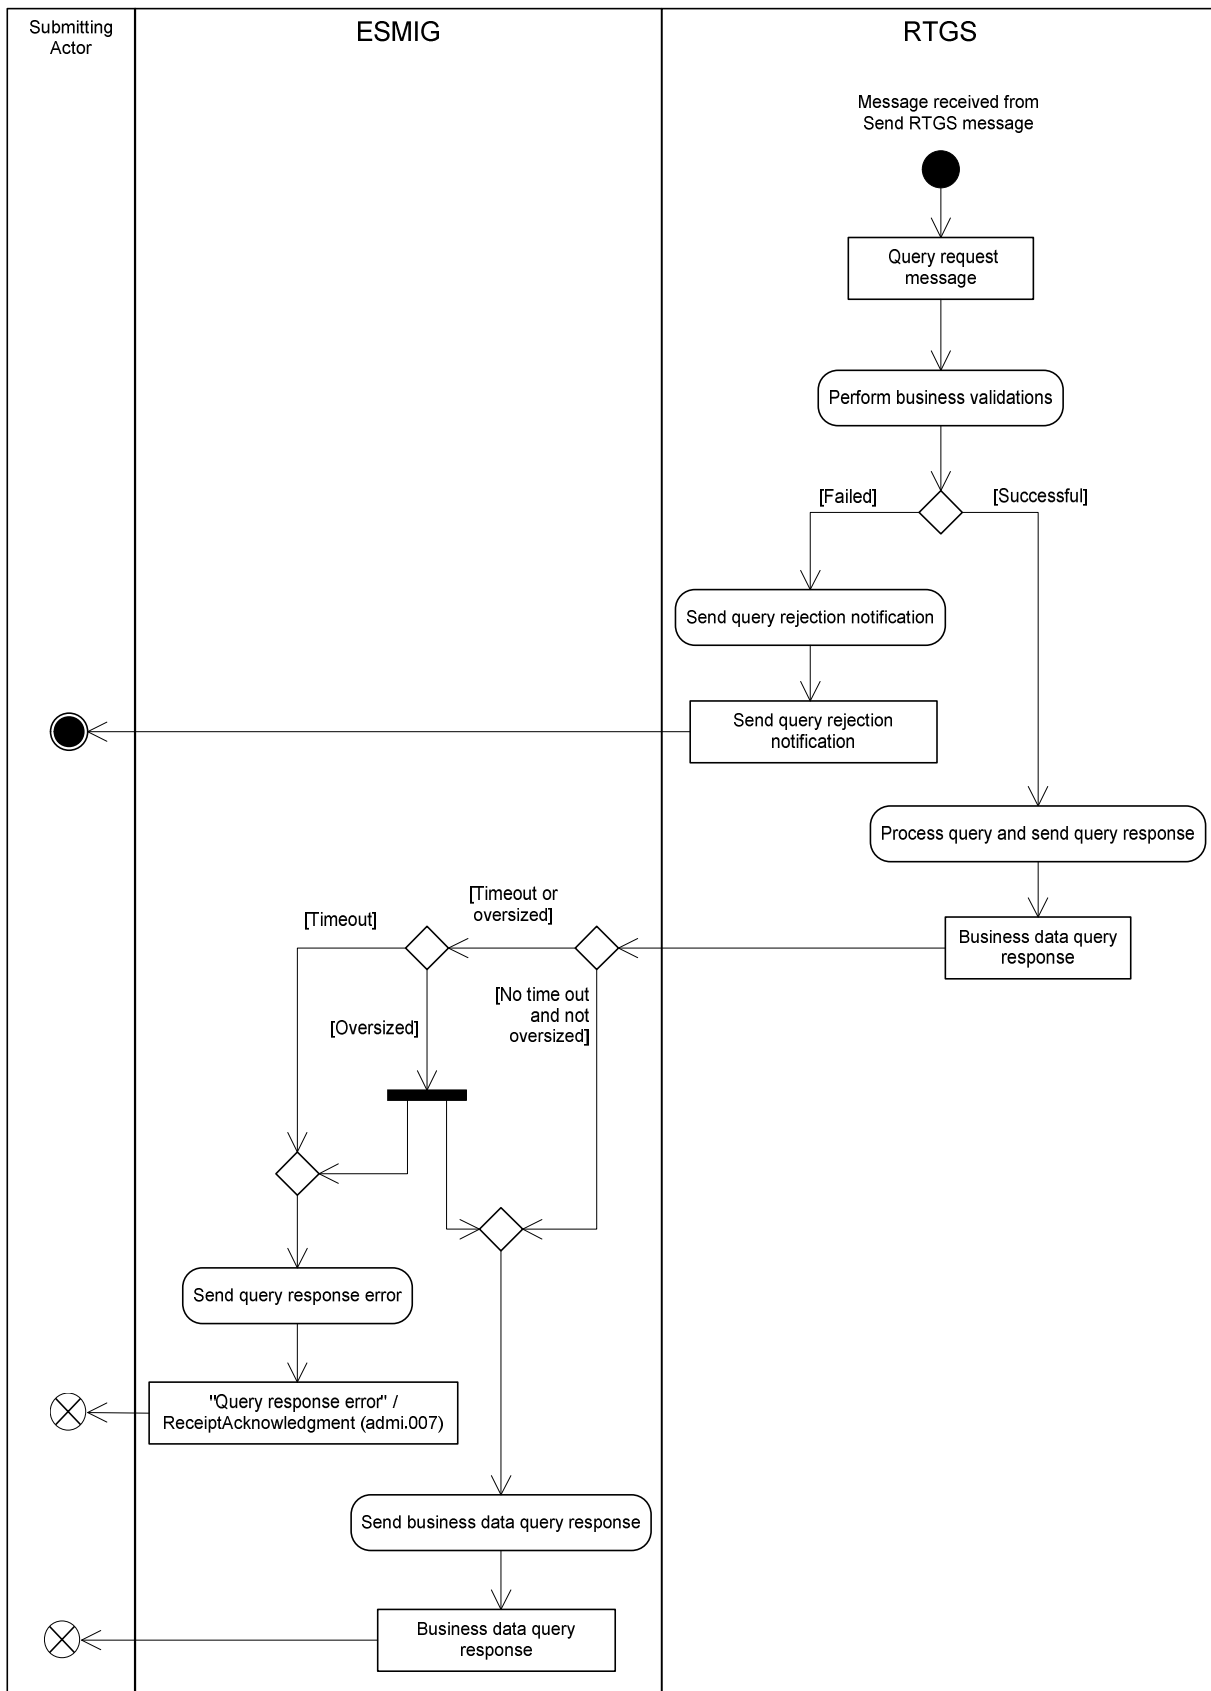 Submitting
Actor
ESMIG
RTGS
Message received from
Send RTGS message
Query request
message
Perform business validations
[Failed]
[Successful]
Send query rejection notification
Send query rejection
notification
Process query and send query response
[Timeout or
oversized]
[Timeout]
Business data query
response
[No time out
and not
oversized]
[Oversized]
Send query response error
"Query response error" /
ReceiptAcknowledgment (admi.007)
Send business data query response
Business data query
response